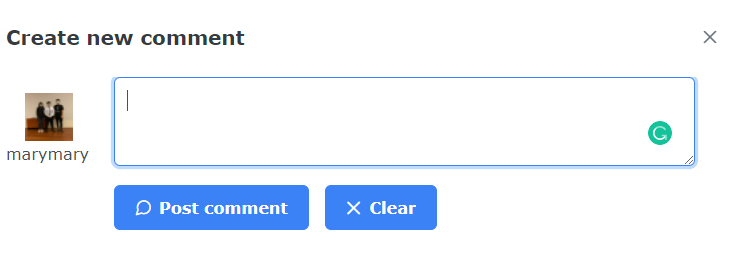 Create new comment
marymary
Post comment
Clear